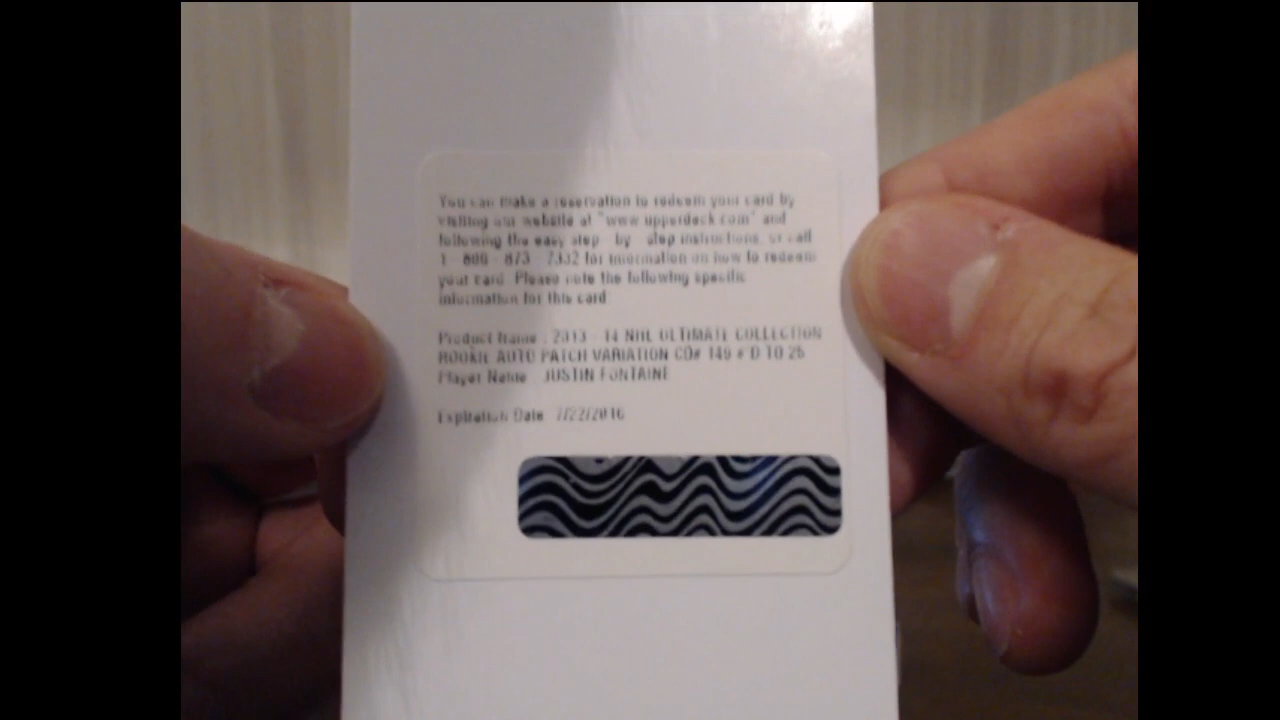 You can make a reservation to redeem your card by
visiting our website at "www upperdeck com" and
following the easy step - by - step instructions, or call
1 - 800 - 873 - 7332 for information on how to redeem
your card. Please note the following specific
information for this card:
Product Name : 2013 - 14 NHL ULTIMATE COLLECTION
ROOKIE AUTO PATCH VARIATION CD# 149 #'D TO 25
Player Name : JUSTIN FONTAINE
Expiration Date 7/22/2016